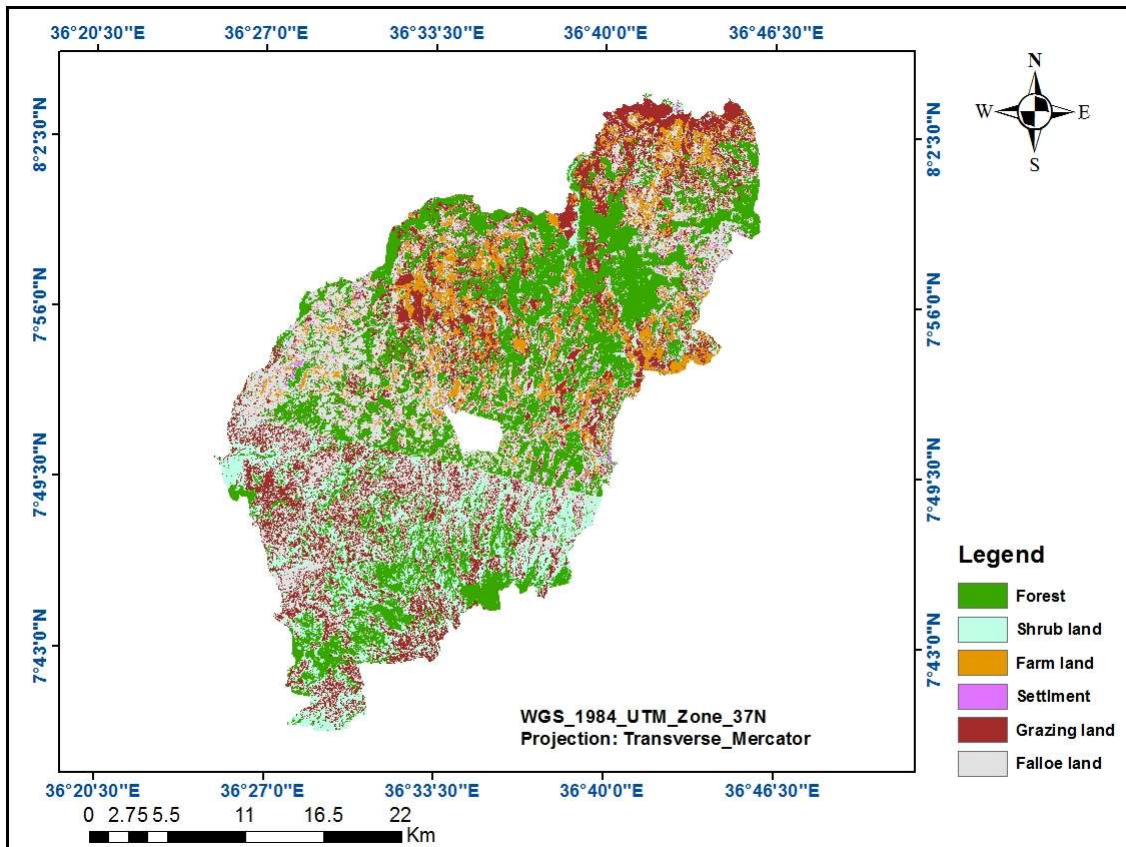 36°20'30"E 36°27'0"E 36°33'30"E 36°40'0"E 36°46'30"E
N
W E
S
8°2'30"N 8°2'30"N
7°56'0"N 7°56'0"N
7°49'30"N 7°49'30"N
7°43'0"N 7°43'0"N
Legend
Forest
Shrub land
Farm land
Settlment
Grazing land
Falloe land
WGS_1984_UTM_Zone_37N
Projection: Transverse_Mercator
36°20'30"E 36°27'0"E 36°33'30"E 36°40'0"E 36°46'30"E
0 2.75 5.5 11 16.5 22
Km